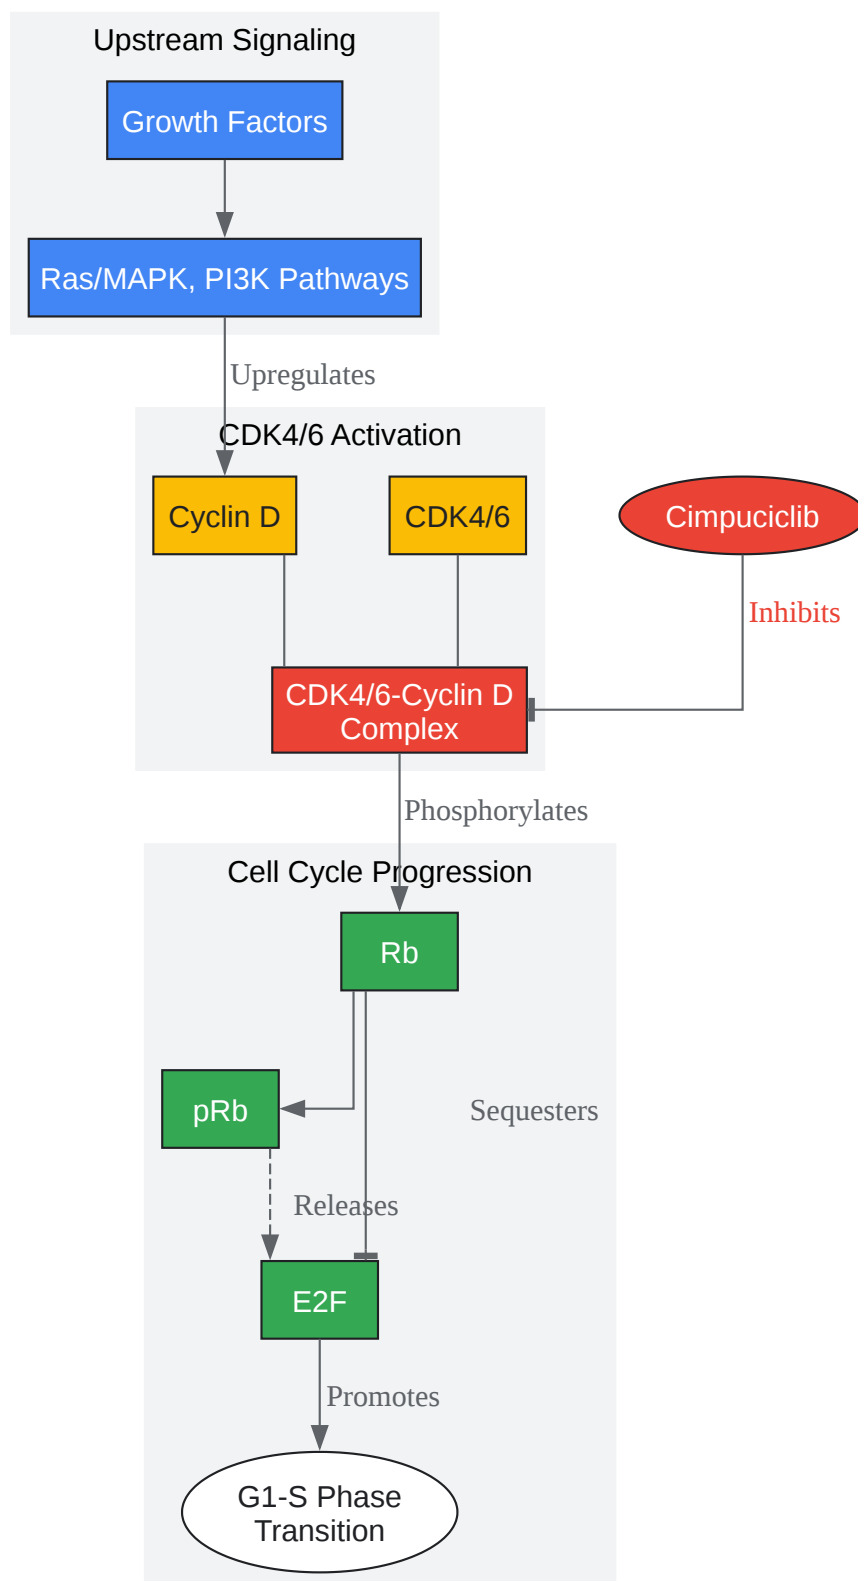 Upstream Signaling
Growth Factors
Ras/MAPK, PI3K Pathways
Upregulates
CDK4/6 Activation
Cyclin D
CDK4/6
Cimpuciclib
Inhibits
CDK4/6-Cyclin D
Complex
Phosphorylates
Cell Cycle Progression
Rb
pRb
Sequesters
Releases
E2F
Promotes
G1-S Phase
Transition